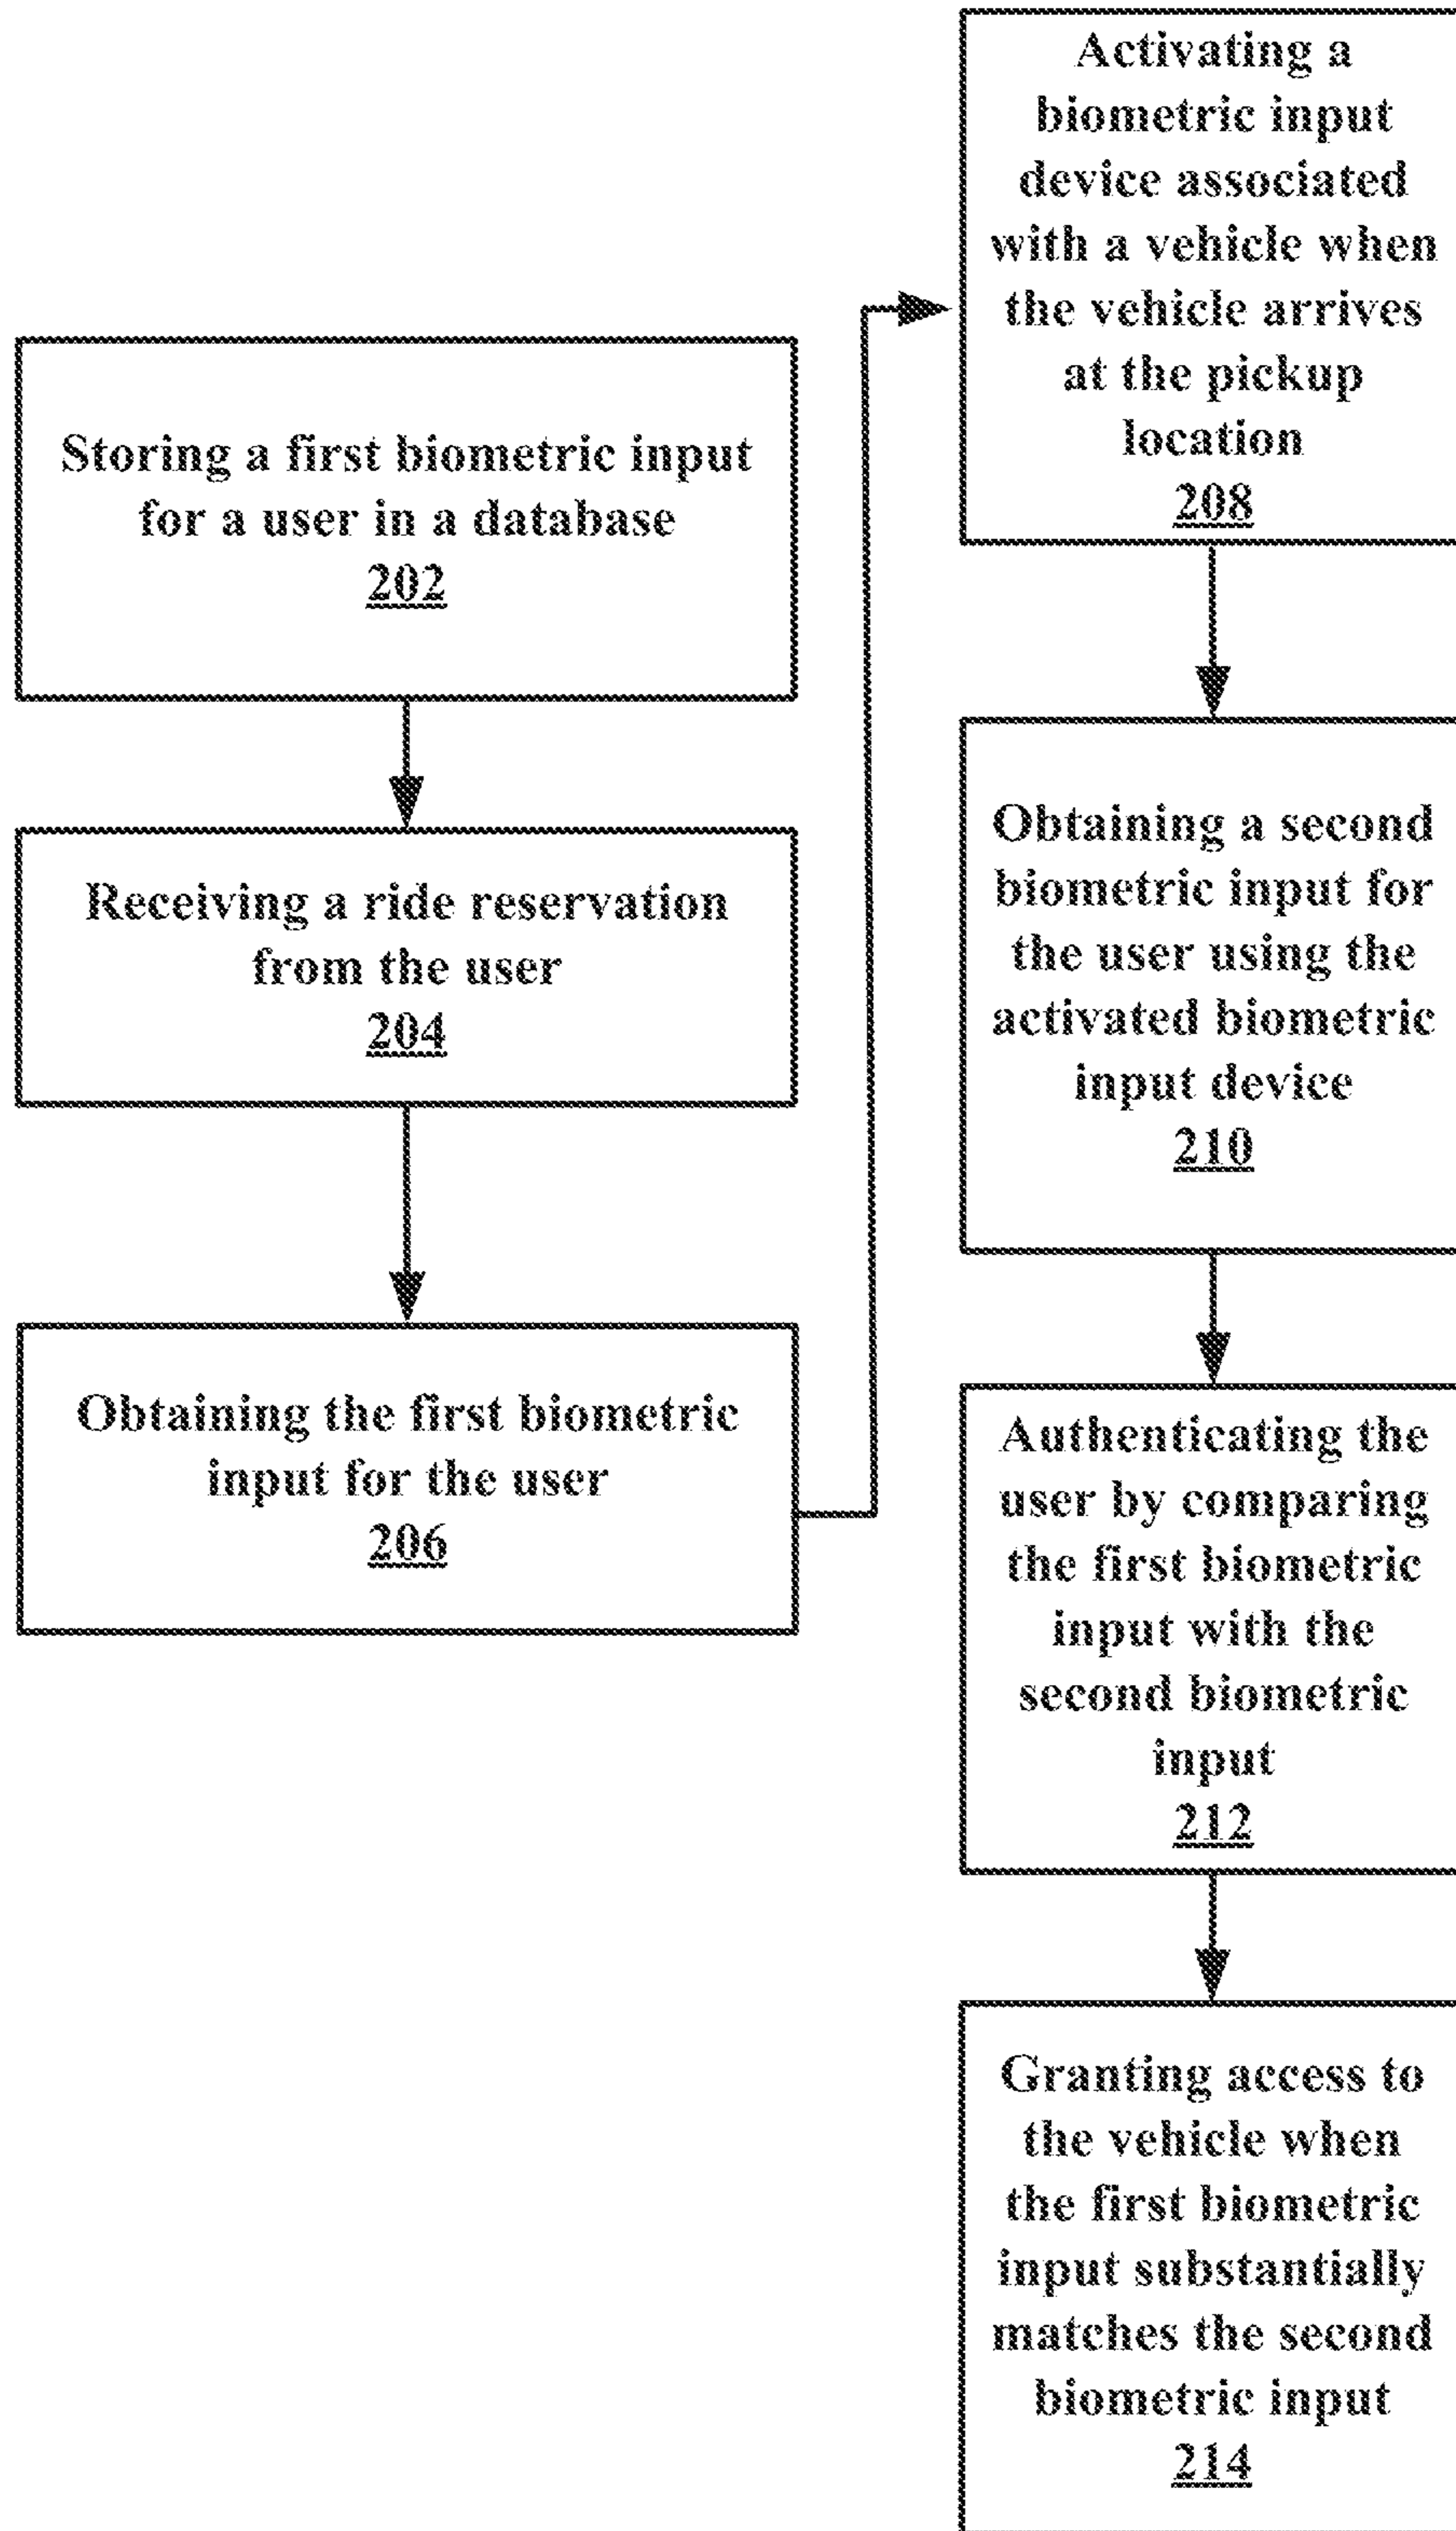 Storing a first biometric input
for a user in a database
202
Receiving a ride reservation
from the user
204
Obtaining the first biometric
input for the user
206
Activating a
biometric input
device associated
with a vehicle when
the vehicle arrives
at the pickup
location
208
Obtaining a second
biometric input for
the user using the
activated biometric
input device
210
Authenticating the
user by comparing
the first biometric
input with the
second biometric
input
212
Granting access to
the vehicle when
the first biometric
input substantially
matches the second
biometric input
214